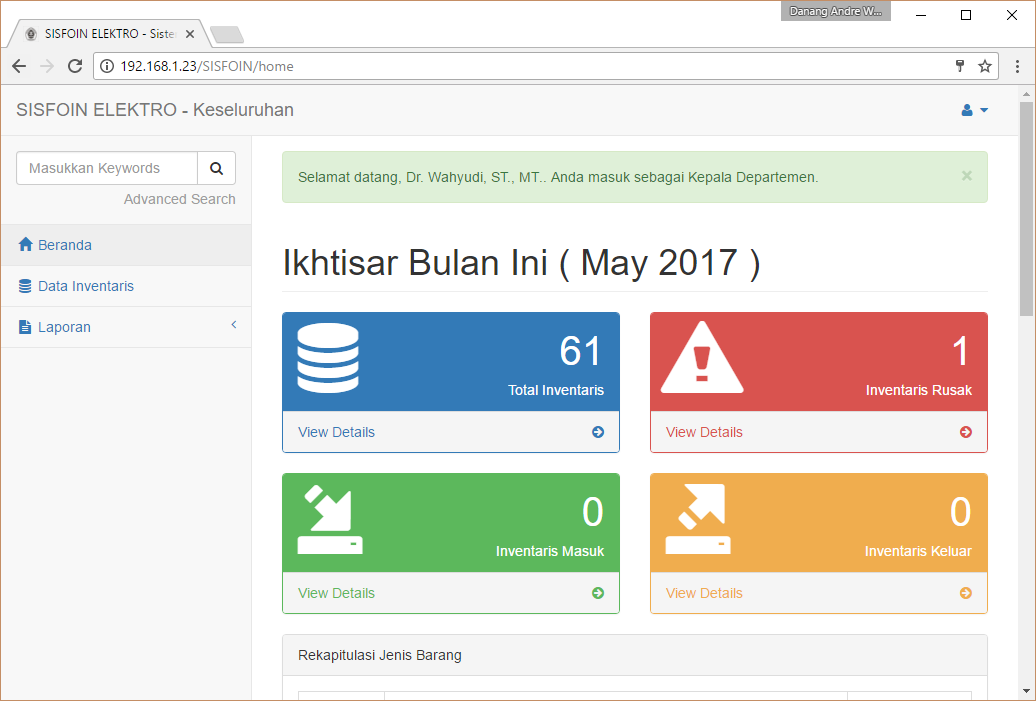 Danang Andre W...
SISFOIN ELEKTRO - Siste
192.168.1.23/SISFOIN/home
SISFOIN ELEKTRO - Keseluruhan
Masukkan Keywords
Advanced Search
Beranda
Data Inventaris
Laporan
Selamat datang, Dr. Wahyudi, ST., MT.. Anda masuk sebagai Kepala Departemen.
×
Ikhtisar Bulan Ini ( May 2017 )
61
Total Inventaris
View Details
1
Inventaris Rusak
View Details
0
Inventaris Masuk
View Details
0
Inventaris Keluar
View Details
Rekapitulasi Jenis Barang